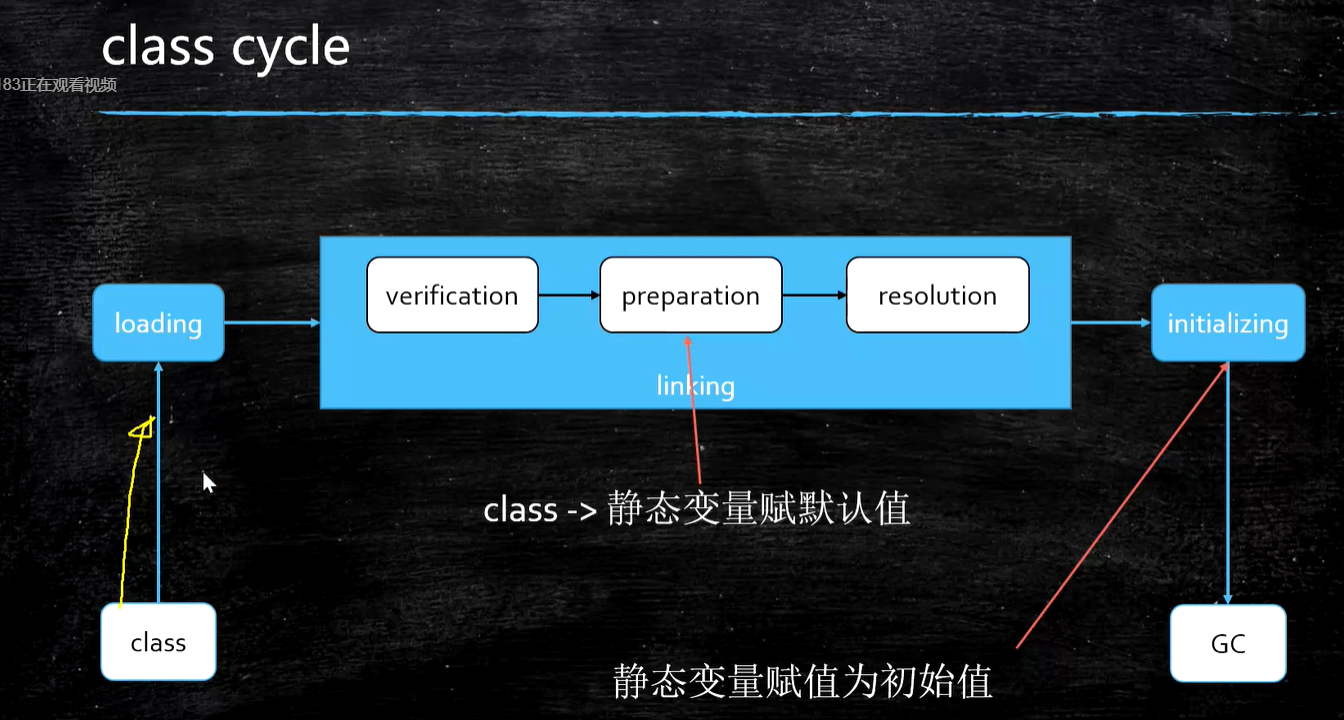 class cycle
183正在观看视频
verification
preparation
resolution
loading
initializing
linking
class -> 静态变量赋默认值
class
GC
静态变量赋值为初始值